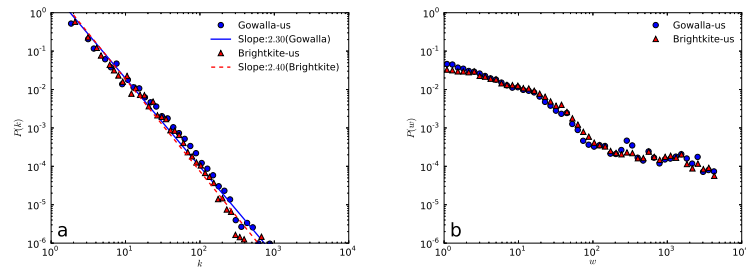 10^0
10^-1
10^-2
10^-3
10^-4
10^-5
10^-6
P(k)
Gowalla-us
Slope:2.30(Gowalla)
Brightkite-us
Slope:2.40(Brightkite)
a
10^0 10^1 10^2 10^3 10^4
k
10^0
10^-1
10^-2
10^-3
10^-4
10^-5
10^-6
P(w)
Gowalla-us
Brightkite-us
b
10^0 10^1 10^2 10^3 10^4
w